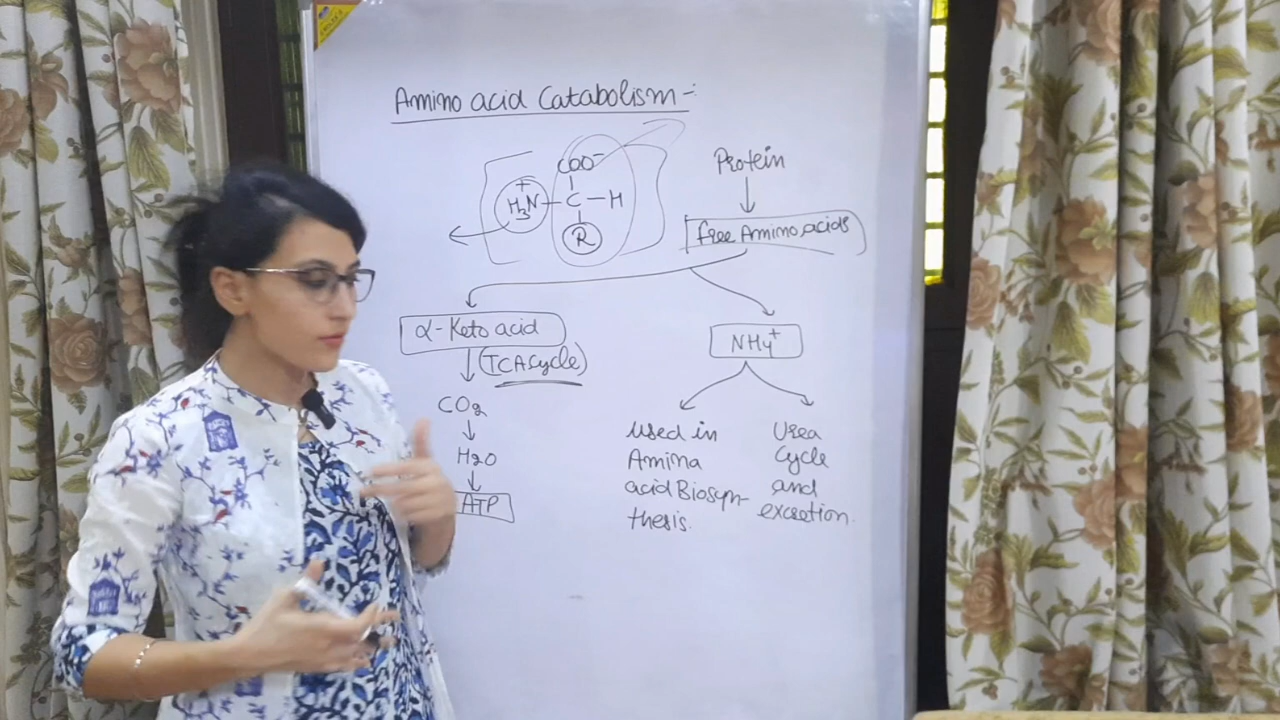 Amino acid Catabolism -:
COO⁻
H₃N⁺ — C — H
R
Protein
free Amino acids
α-Keto acid
(TCA Cycle)
CO₂
H₂O
ATP
NH₄⁺
Used in
Amina
acid Biosyn-
thesis.
Urea
Cycle
and
excretion.